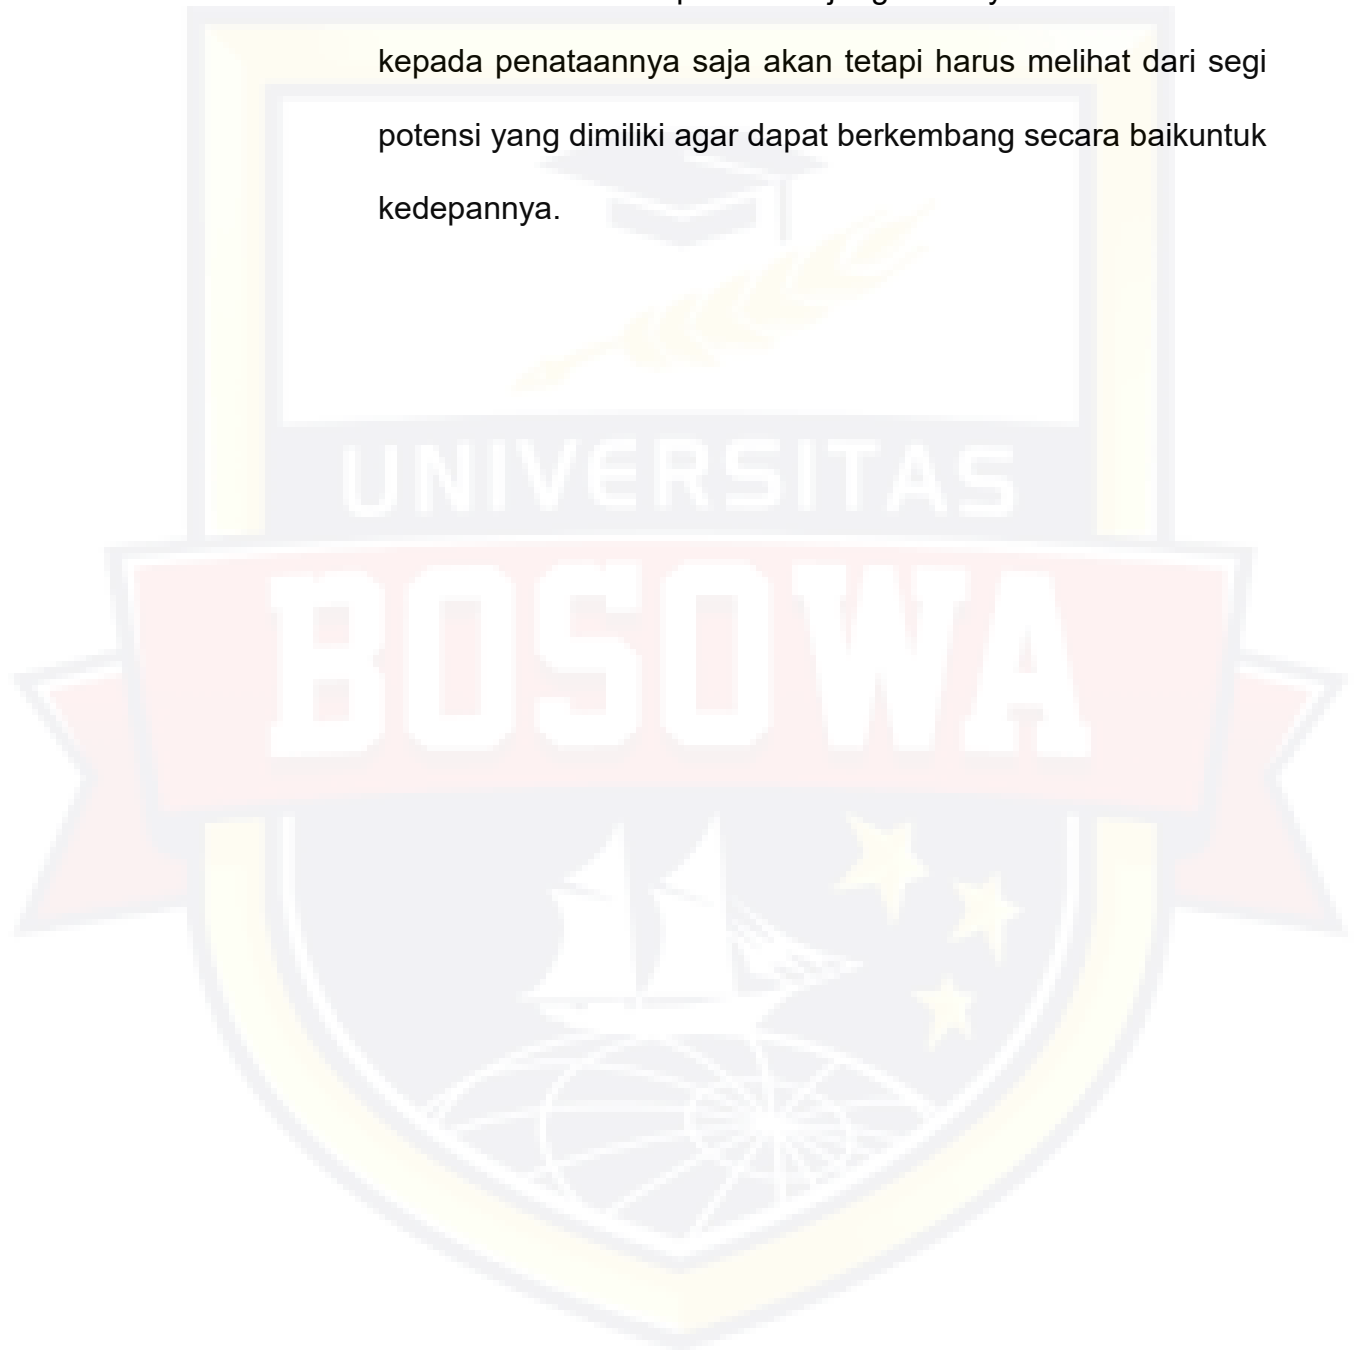 kepada penataannya saja akan tetapi harus melihat dari segi
potensi yang dimiliki agar dapat berkembang secara baikuntuk
kedepannya.
UNIVERSITAS
BOSOWA